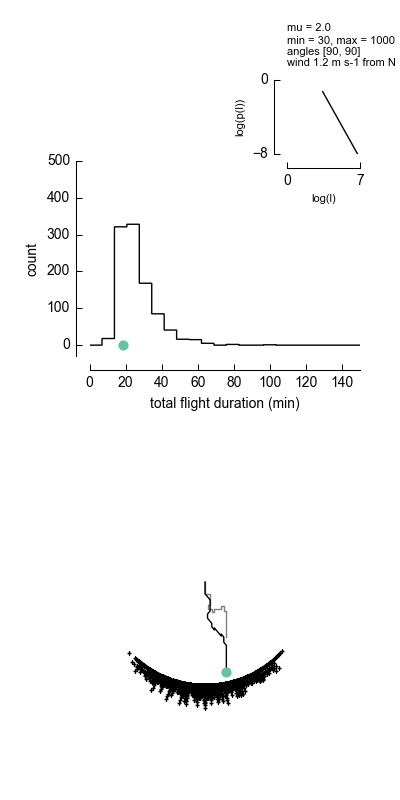 mu = 2.0
min = 30, max = 1000
angles [90, 90]
wind 1.2 m s-1 from N
0
−8
log(p(l))
0 7
log(l)
500
400
300
200
100
0
count
0 20 40 60 80 100 120 140
total flight duration (min)